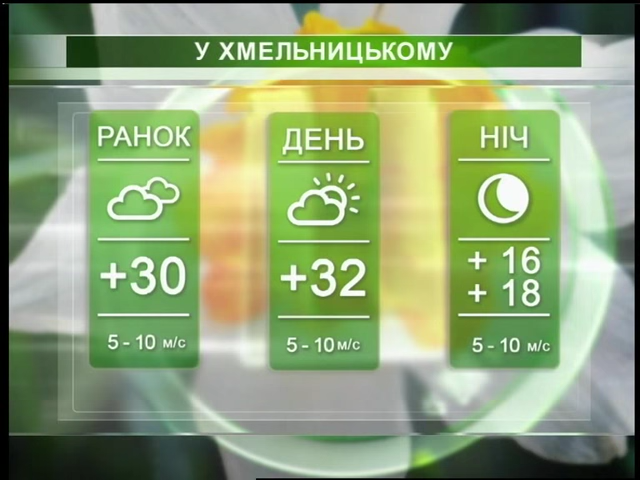 У ХМЕЛЬНИЦЬКОМУ
РАНОК
+30
5 - 10 м/с
ДЕНЬ
+32
5 - 10 м/с
НІЧ
+ 16
+ 18
5 - 10 м/с